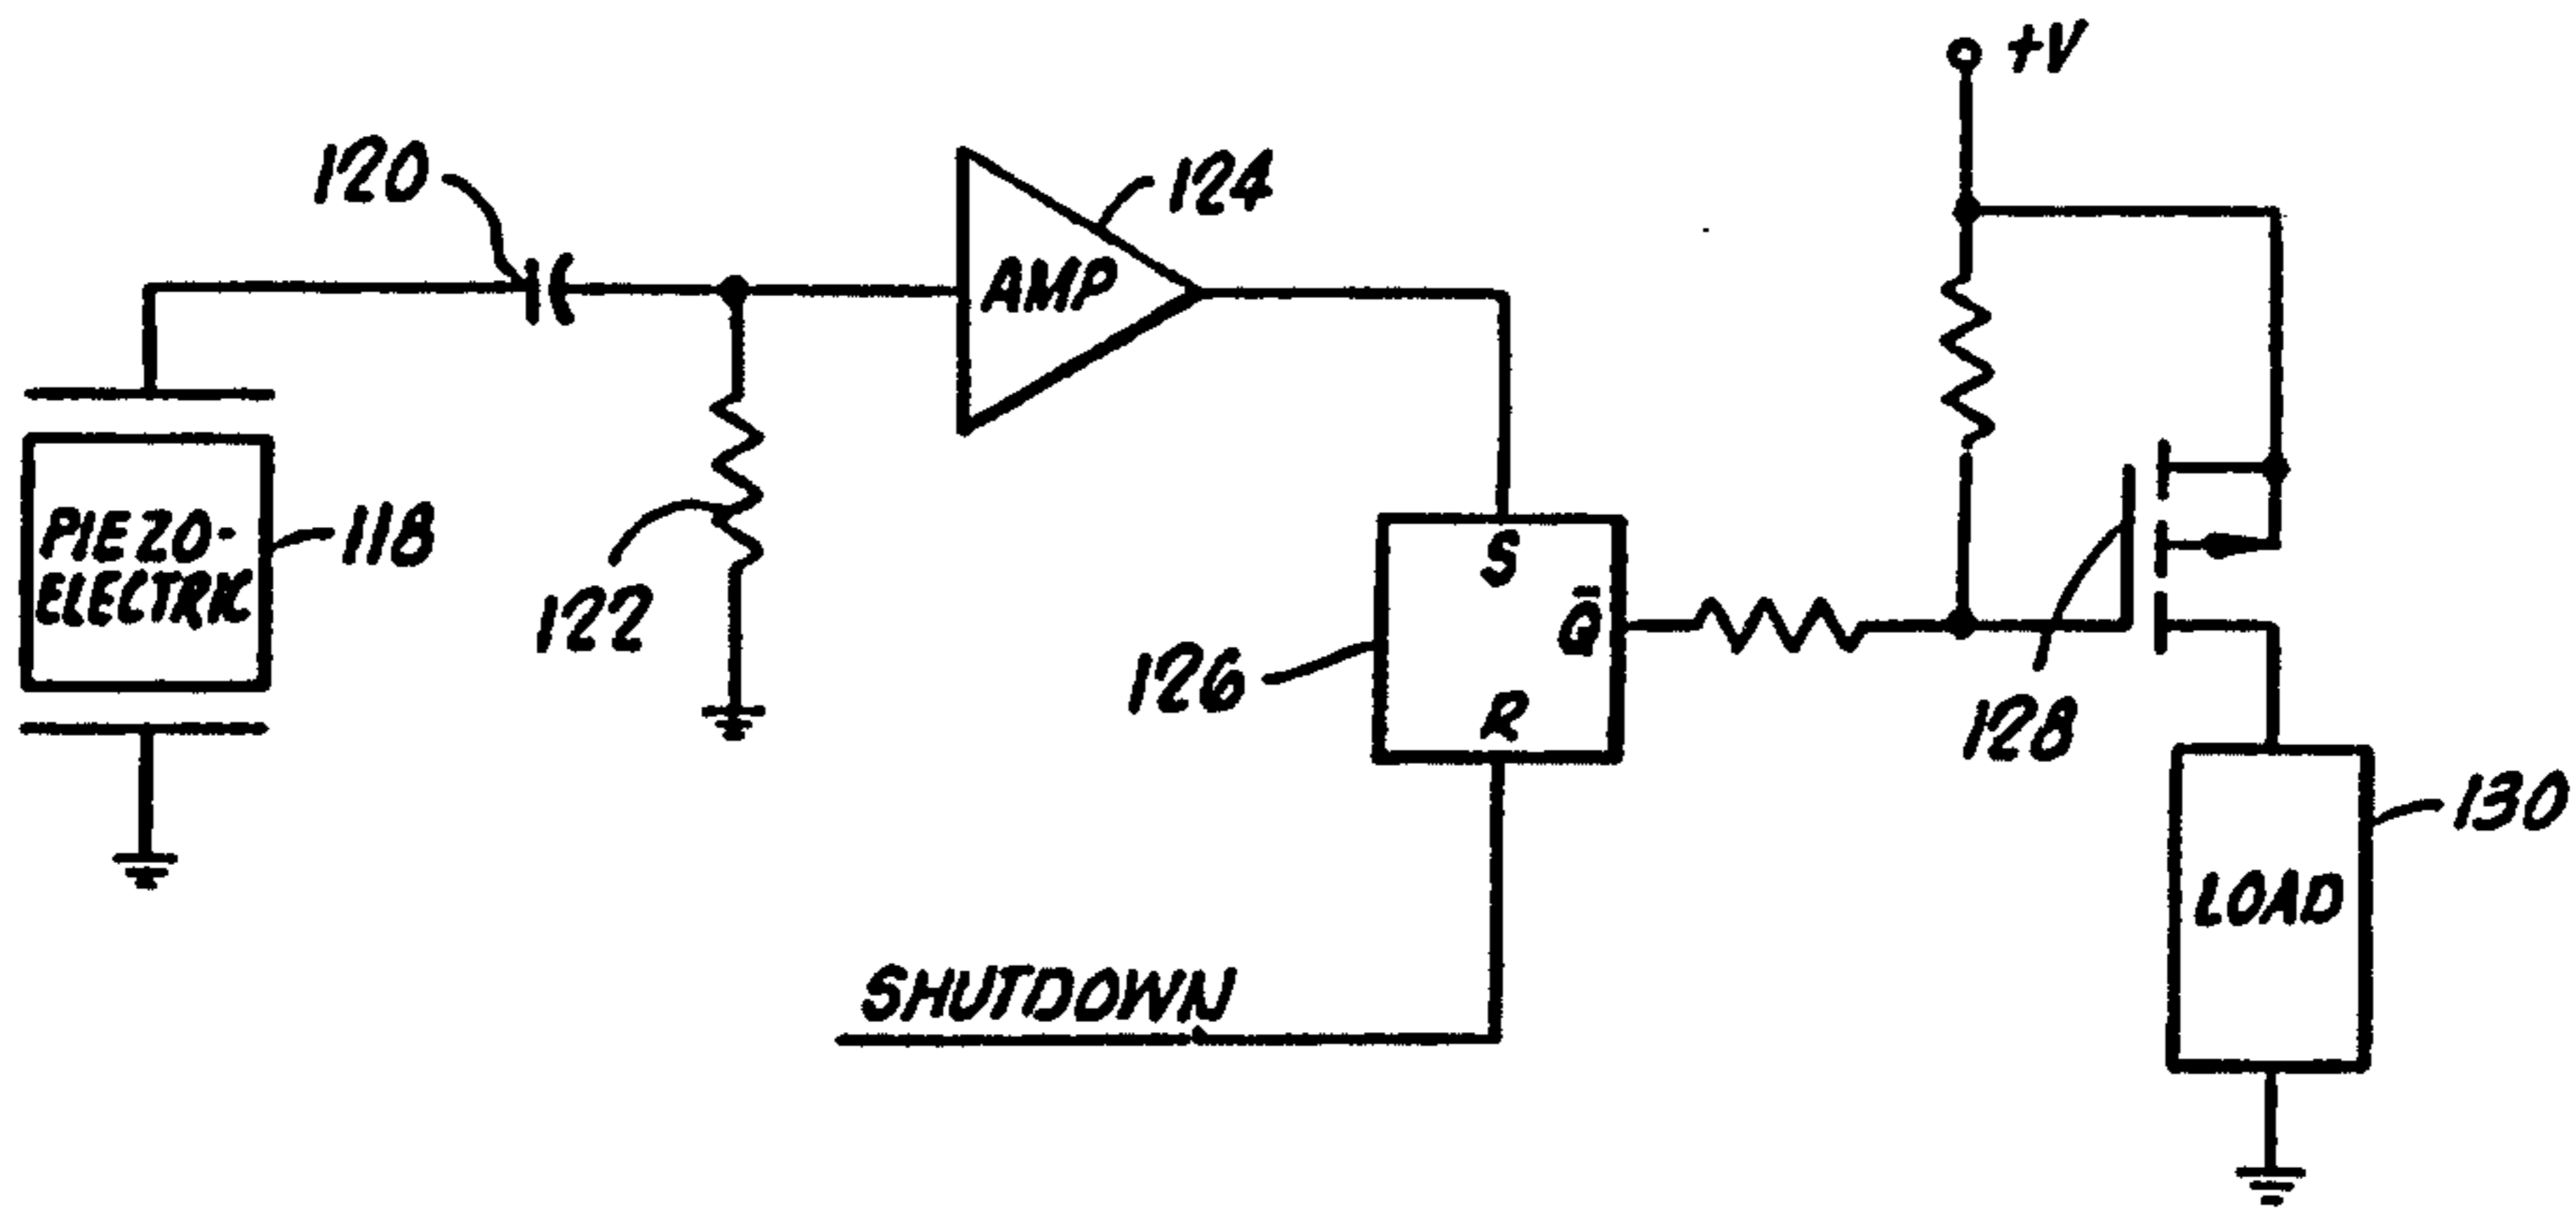 +V
120
124
AMP
PIEZO-
ELECTRIC
118
122
S
Q̅
126
R
128
130
LOAD
SHUTDOWN